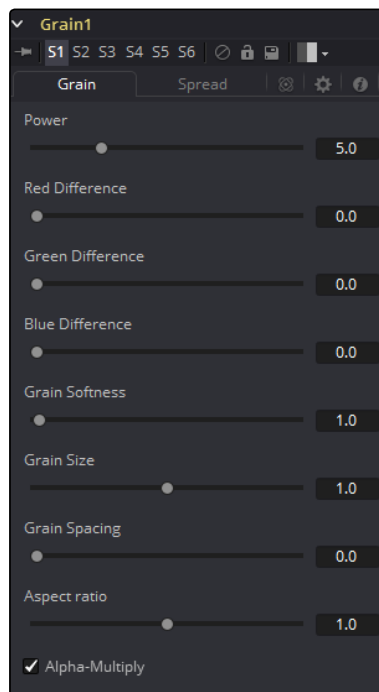 Grain1
S1 S2 S3 S4 S5 S6
Grain Spread
Power
5.0
Red Difference
0.0
Green Difference
0.0
Blue Difference
0.0
Grain Softness
1.0
Grain Size
1.0
Grain Spacing
0.0
Aspect ratio
1.0
Alpha-Multiply